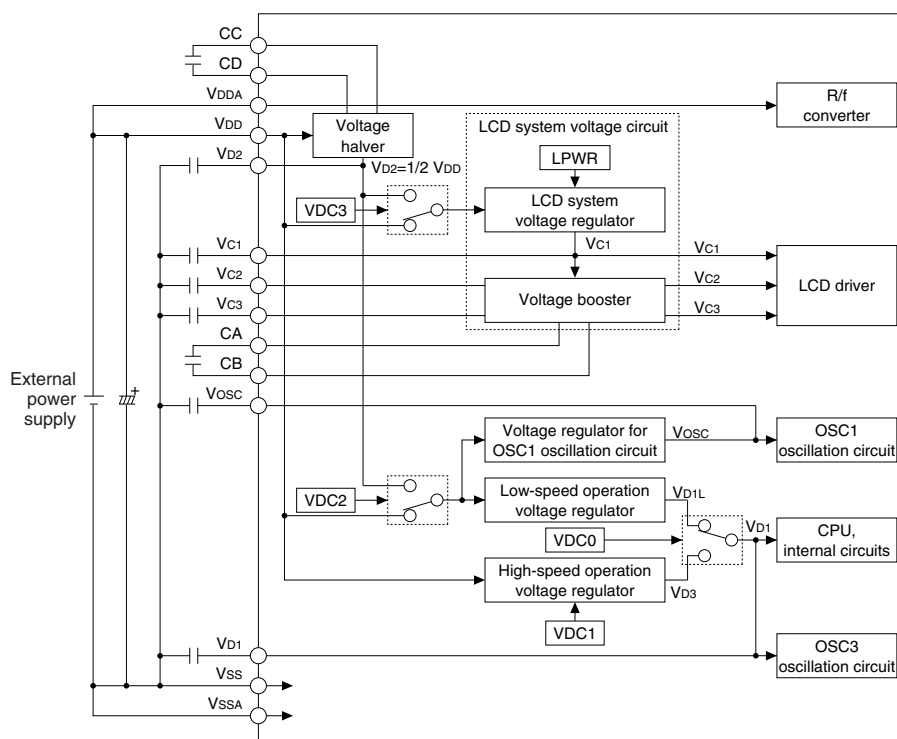 CC
CD
VDDA
VDD
VD2
Voltage
halver
VD2=1/2 VDD
LCD system voltage circuit
LPWR
R/f
converter
VDC3
LCD system
voltage regulator
VC1
VC1
VC1
VC2
VC2
VC3
VC3
Voltage booster
LCD driver
CA
CB
External
power
supply
+
VOSC
Voltage regulator for
OSC1 oscillation circuit
VOSC
OSC1
oscillation circuit
VDC2
Low-speed operation
voltage regulator
VD1L
VDC0
VD1
CPU,
internal circuits
High-speed operation
voltage regulator
VD3
VDC1
VD1
OSC3
oscillation circuit
VSS
VSSA